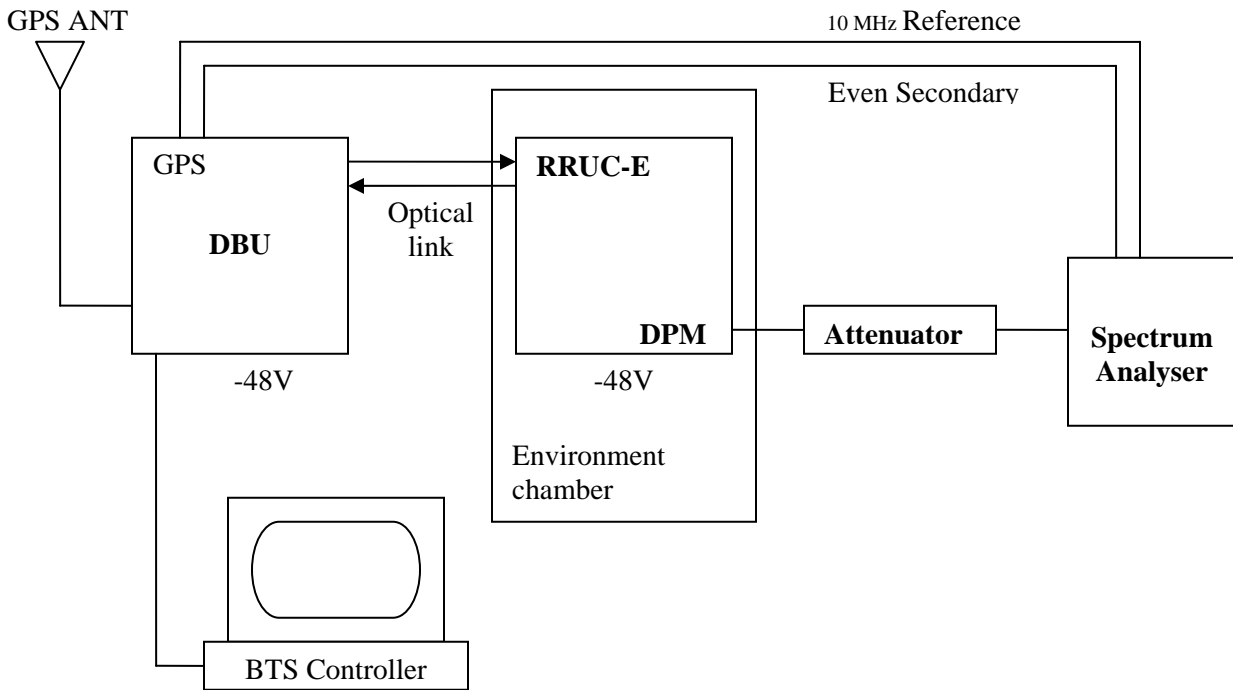 GPS ANT
10 MHz Reference
Even Secondary
GPS
DBU
Optical
link
RRUC-E
DPM
Attenuator
Spectrum
Analyser
-48V
-48V
Environment
chamber
BTS Controller